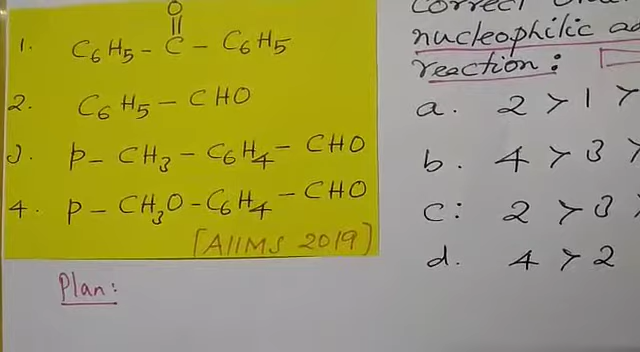 1. C6H5 – C – C6H5
O
||
2. C6H5 – CHO
3. p – CH3 – C6H4 – CHO
4. p – CH3O – C6H4 – CHO
[AIIMS 2019]
Plan:
correct
nucleophilic
reaction:
a. 2 > 1 >
b. 4 > 3 >
c: 2 > 3 >
d. 4 > 2